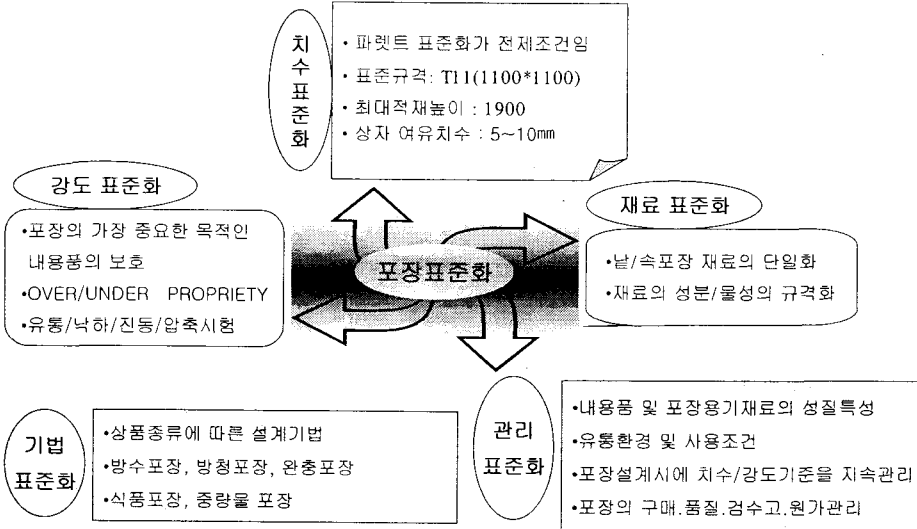 치수표준화
• 파렛트 표준화가 전제조건임
• 표준규격: T11(1100*1100)
• 최대적재높이 : 1900
• 상자 여유치수 : 5~10mm
강도 표준화
•포장의 가장 중요한 목적인
내용품의 보호
•OVER/UNDER PROPRIETY
•유통/낙하/진동/압축시험
재료 표준화
•낱/속포장 재료의 단일화
•재료의 성분/물성의 규격화
포장표준화
기법
표준화
•상품종류에 따른 설계기법
•방수포장, 방청포장, 완충포장
•식품포장, 중량물 포장
관리
표준화
•내용품 및 포장용기재료의 성질특성
•유통환경 및 사용조건
•포장설계시에 치수/강도기준을 지속관리
•포장의 구매.품질.검수고.원가관리